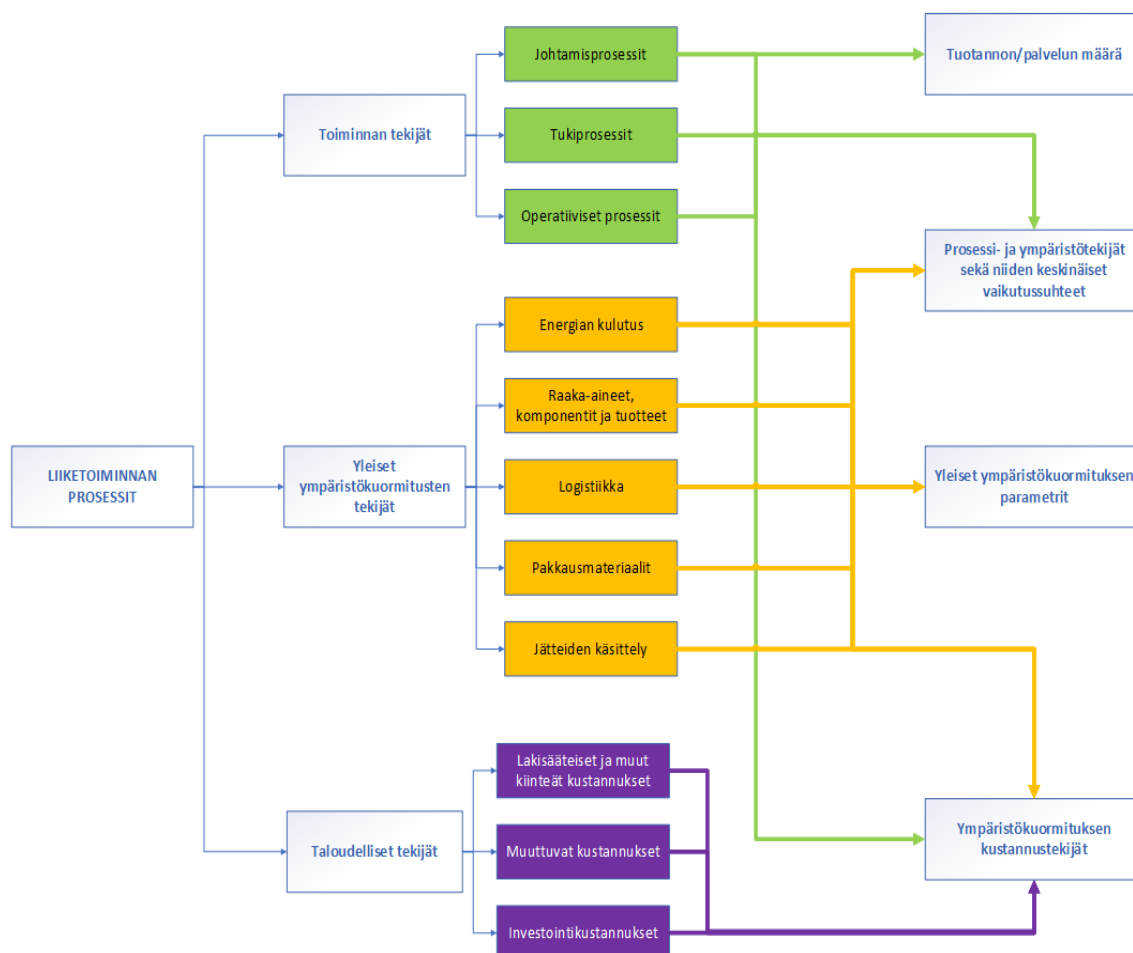 LIIKETOIMINNAN
PROSESSIT
Toiminnan tekijät
Yleiset
ympäristökuormitusten
tekijät
Taloudelliset tekijät
Johtamisprosessit
Tukiprosessit
Operatiiviset prosessit
Energian kulutus
Raaka-aineet,
komponentit ja tuotteet
Logistiikka
Pakkausmateriaalit
Jätteiden käsittely
Lakisääteiset ja muut
kiinteät kustannukset
Muuttuvat kustannukset
Investointikustannukset
Tuotannon/palvelun määrä
Prosessi- ja ympäristötekijät
sekä niiden keskinäiset
vaikutussuhteet
Yleiset ympäristökuormituksen
parametrit
Ympäristökuormituksen
kustannustekijät